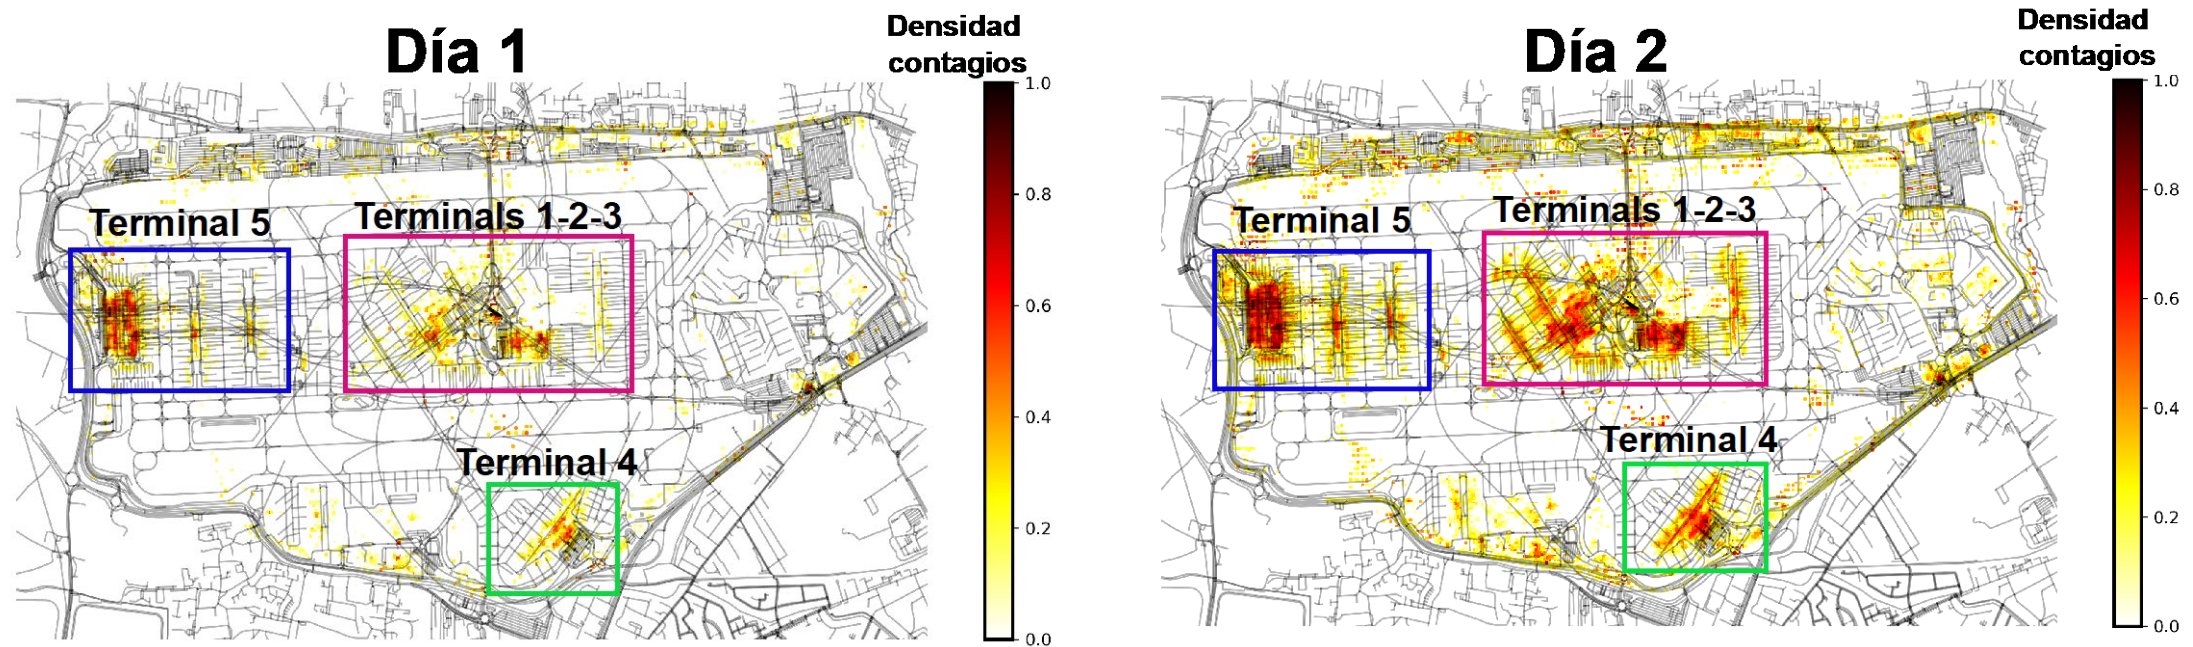 Día 1
Densidad
contagios
1.0
0.8
0.6
0.4
0.2
0.0
Terminal 5
Terminals 1-2-3
Terminal 4
Día 2
Densidad
contagios
1.0
0.8
0.6
0.4
0.2
0.0
Terminal 5
Terminals 1-2-3
Terminal 4